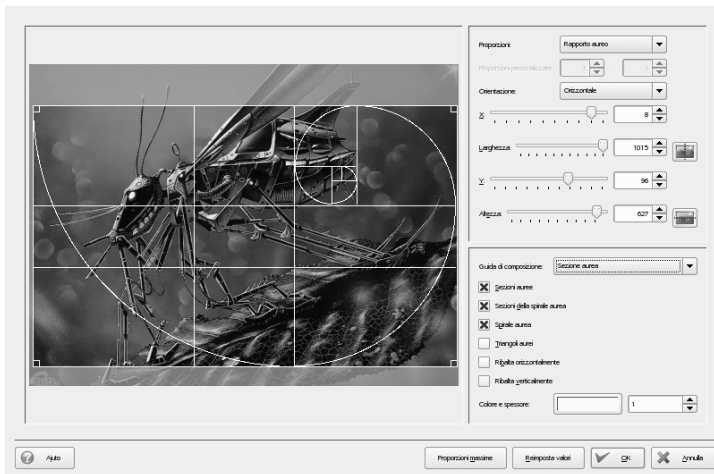 Proporzioni:
Rapporto aureo
Proporzioni personalizzate:
1
1
Orientazione:
Orizzontale
X:
8
Larghezza:
1015
Y:
96
Altezza:
627
Guida di composizione:
Sezione aurea
Sezioni auree
Sezioni della spirale aurea
Spirale aurea
Triangoli aurei
Ribalta orizzontalmente
Ribalta verticalmente
Colore e spessore:
1
Aiuto
Proporzioni massime
Reimposta valori
OK
Annulla